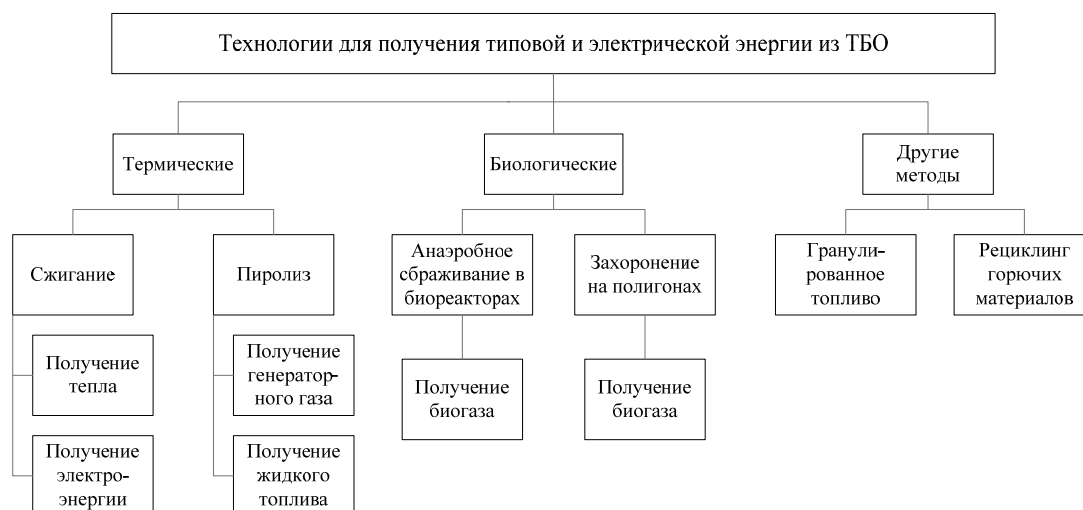 Технологии для получения типовой и электрической энергии из ТБО
Термические
Биологические
Другие
методы
Сжигание
Пиролиз
Анаэробное
сбраживание в
биореакторах
Захоронение
на полигонах
Гранули-
рованное
топливо
Рециклинг
горючих
материалов
Получение
тепла
Получение
генератор-
ного газа
Получение
биогаза
Получение
биогаза
Получение
электро-
энергии
Получение
жидкого
топлива